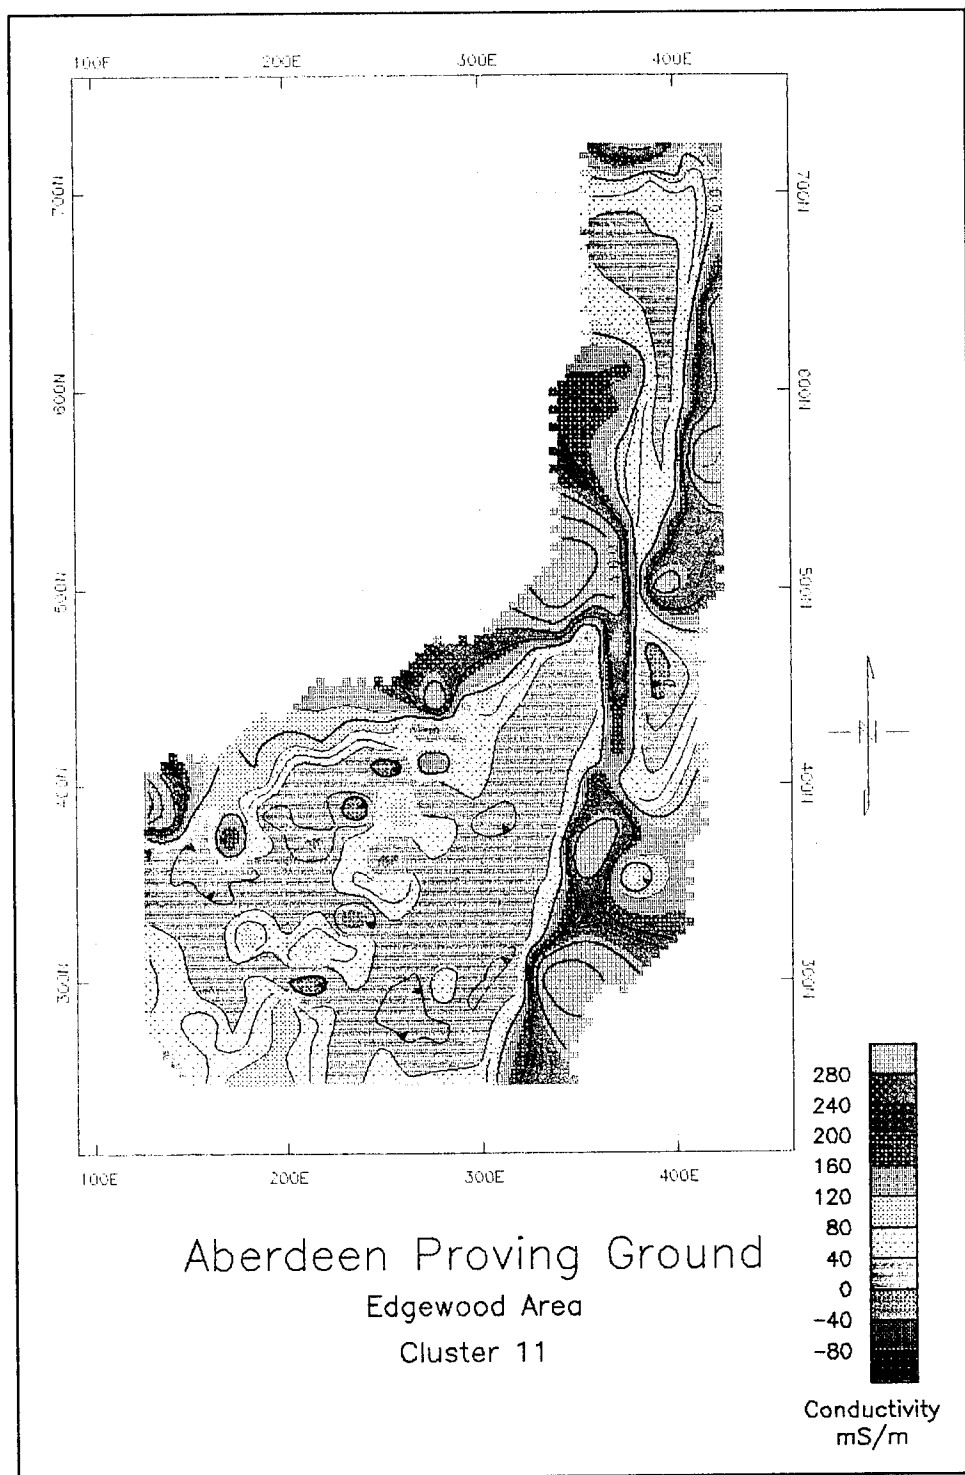 100E 200E 300E 400E
700N 700N
600N 600N
500N 500N
400N 400N
300N 300N
100E 200E 300E 400E
280
240
200
160
120
80
40
0
-40
-80
Conductivity
mS/m
Aberdeen Proving Ground
Edgewood Area
Cluster 11